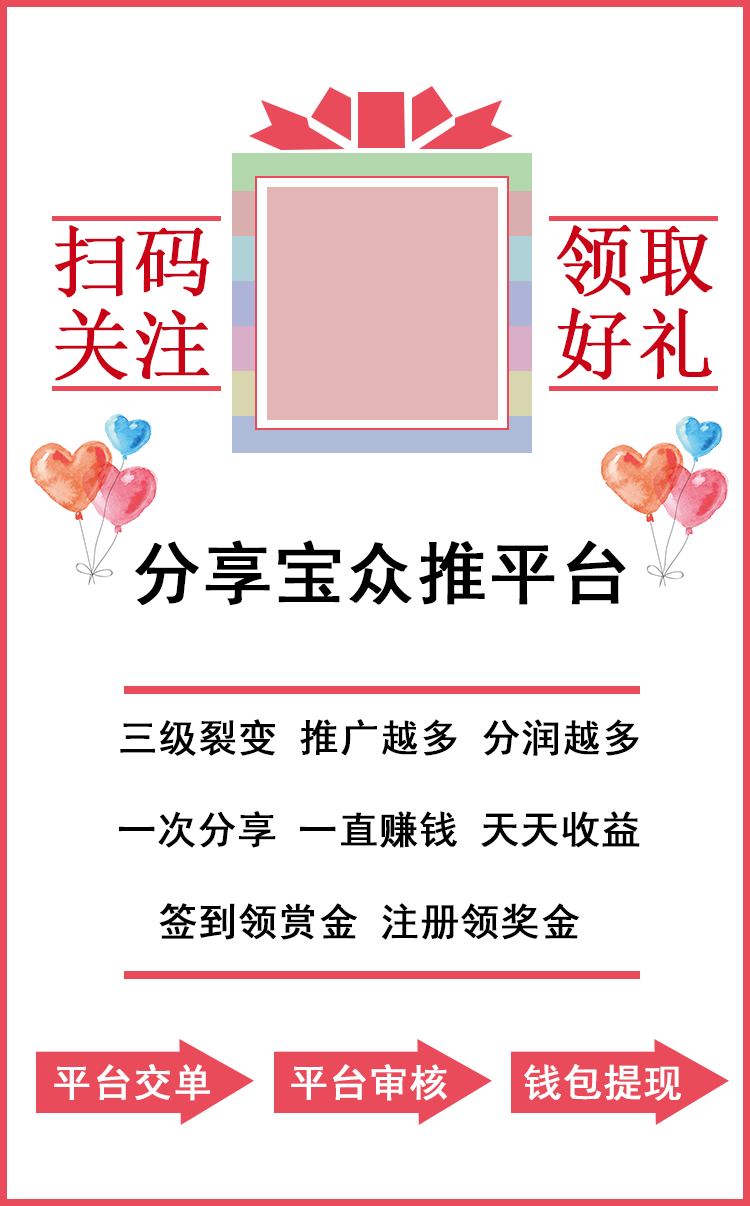 扫码
关注
领取
好礼
分享宝众推平台
三级裂变 推广越多 分润越多
一次分享 一直赚钱 天天收益
签到领赏金 注册领奖金
平台交单
平台审核
钱包提现